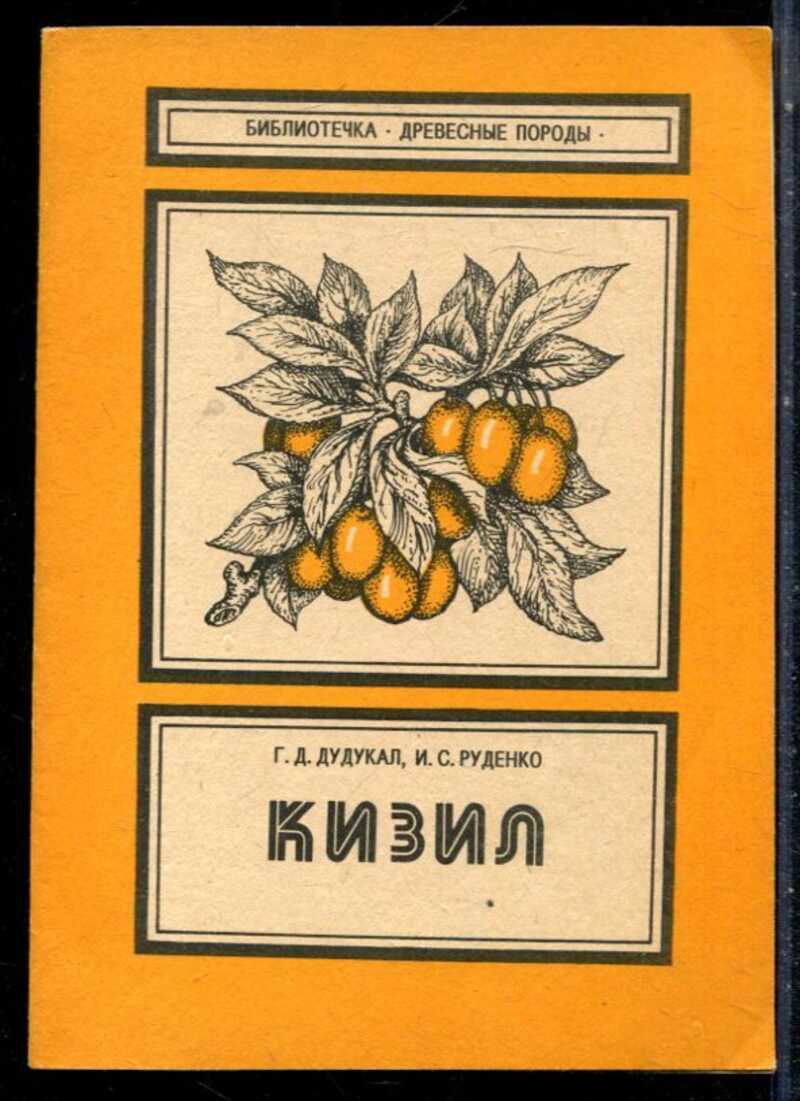 БИБЛИОТЕЧКА · ДРЕВЕСНЫЕ ПОРОДЫ ·
Г. Д. ДУДУКАЛ, И. С. РУДЕНКО
КИЗИЛ